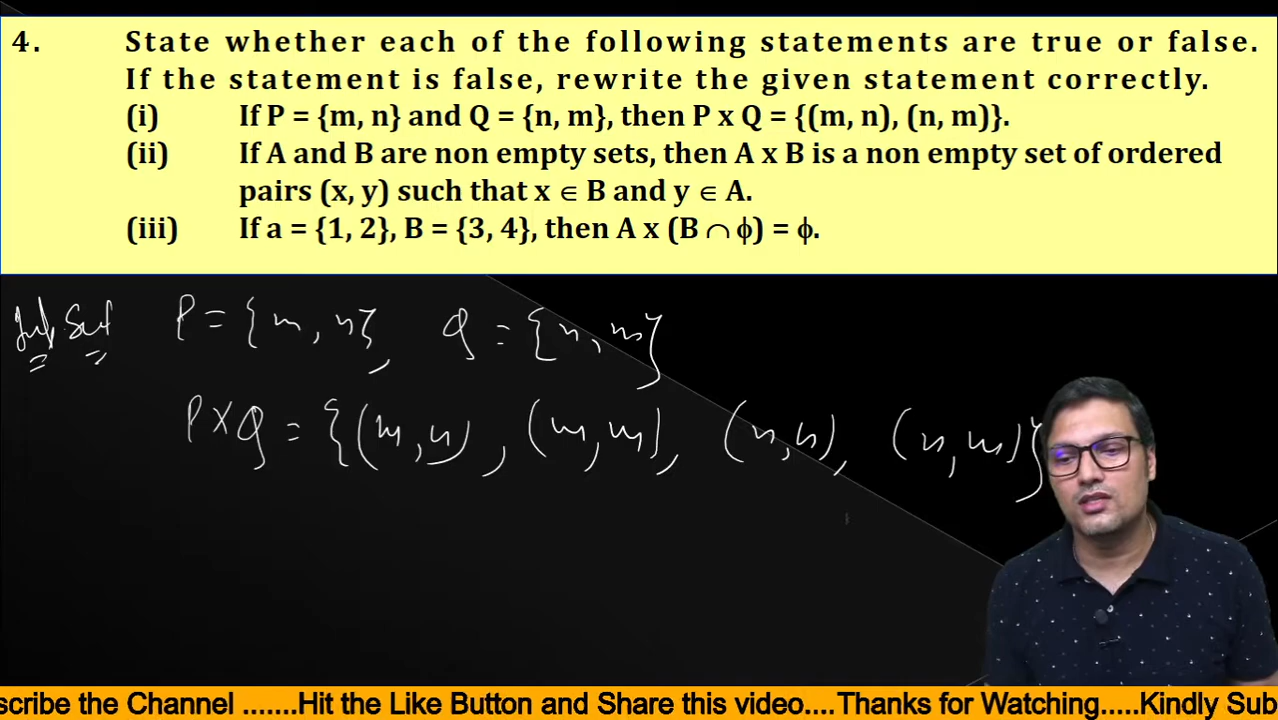 4. State whether each of the following statements are true or false.
If the statement is false, rewrite the given statement correctly.
(i) If P = {m, n} and Q = {n, m}, then P x Q = {(m, n), (n, m)}.
(ii) If A and B are non empty sets, then A x B is a non empty set of ordered
pairs (x, y) such that x ∈ B and y ∈ A.
(iii) If a = {1, 2}, B = {3, 4}, then A x (B ∩ ϕ) = ϕ.
P = {m, n}, Q = {n, m}
P×Q = {(m,n), (m,m), (n,n), (n,m)}
scribe the Channel .......Hit the Like Button and Share this video....Thanks for Watching.....Kindly Sub